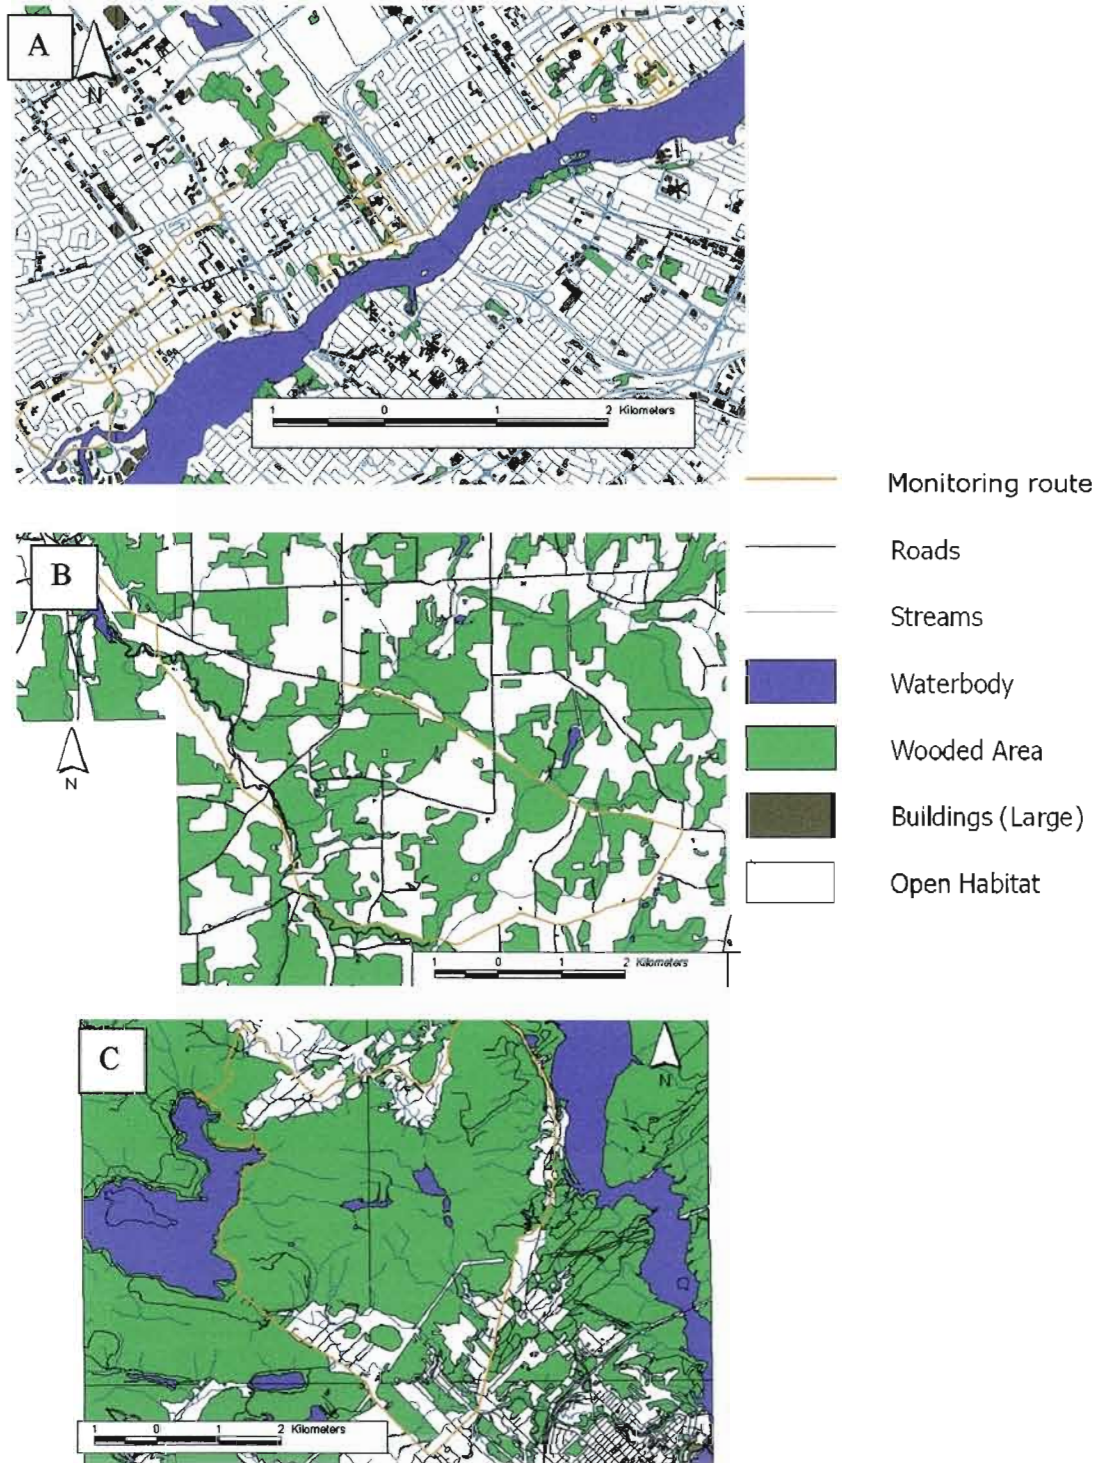 A
N
1 0 1 2 Kilometers
Monitoring route
B
Roads
Streams
Waterbody
Wooded Area
N
Buildings (Large)
Open Habitat
1 0 1 2 Kilometers
C
N
1 0 1 2 Kilometers